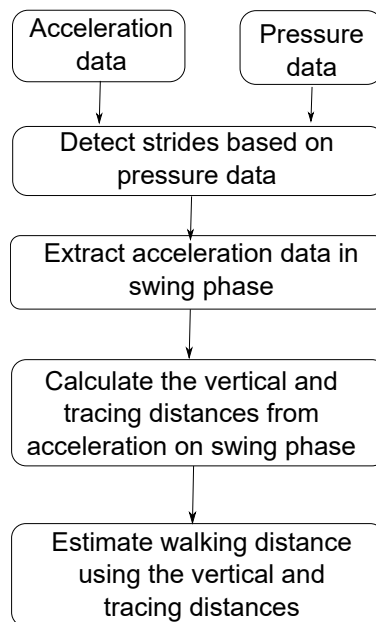 Acceleration
data
Pressure
data
Detect strides based on
pressure data
Extract acceleration data in
swing phase
Calculate the vertical and
tracing distances from
acceleration on swing phase
Estimate walking distance
using the vertical and
tracing distances